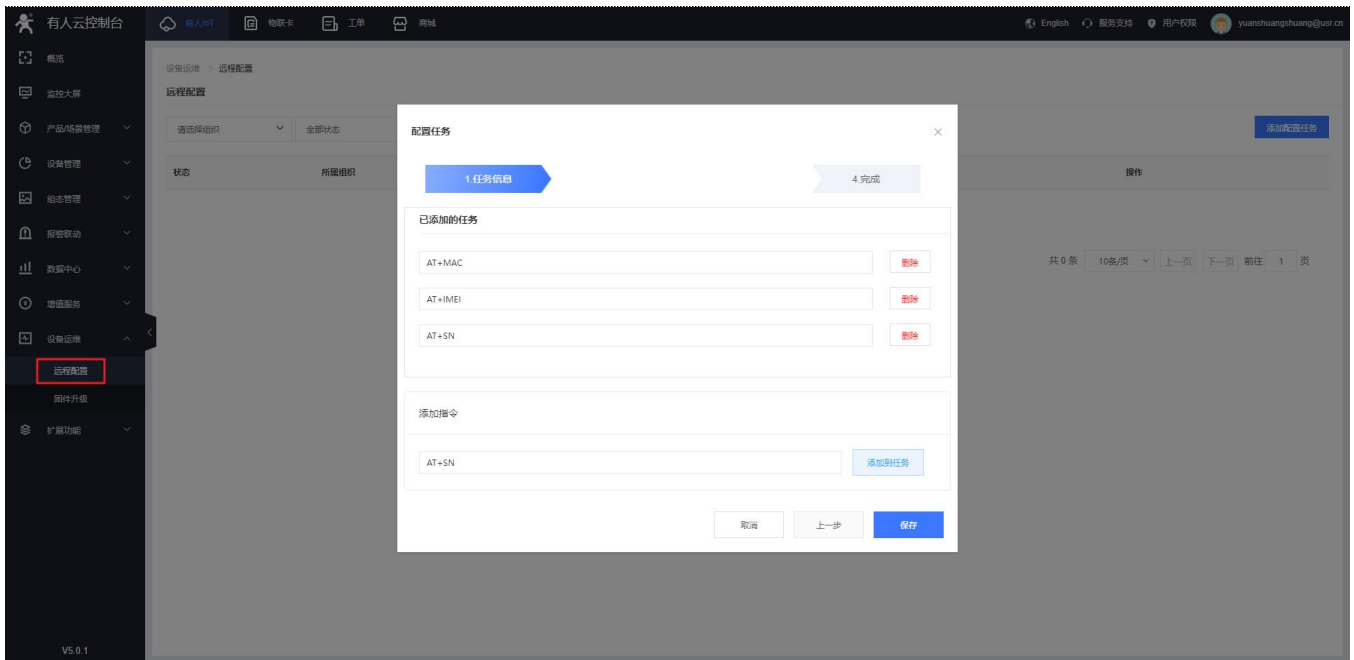 有人云控制台
有人IoT
物联卡
工单
商城
English
服务支持
用户权限
yuanshuangshuang@usr.cn
概览
监控大屏
产品/场景管理
设备管理
组态管理
报警联动
数据中心
增值服务
设备运维
远程配置
固件升级
扩展功能
V5.0.1
设备运维 > 远程配置
远程配置
请选择组织
全部状态
添加配置任务
状态
所属组织
操作
共 0 条 10条/页 上一页 下一页 前往 1 页
配置任务
1.任务信息
4.完成
已添加的任务
AT+MAC 删除
AT+IMEI 删除
AT+SN 删除
添加指令
AT+SN 添加到任务
取消 上一步 保存